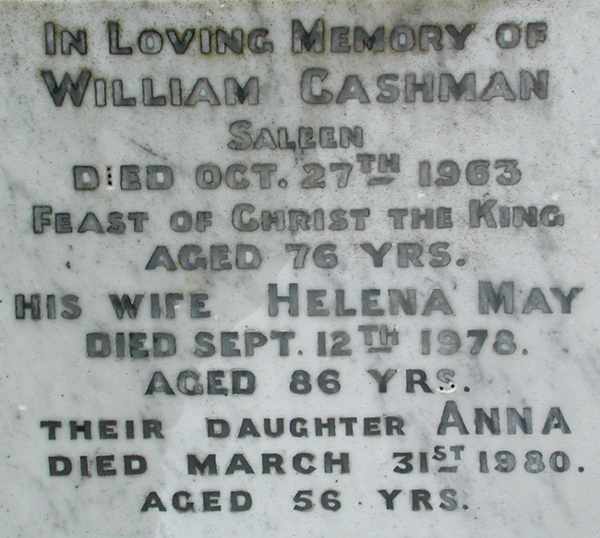 IN LOVING MEMORY OF
WILLIAM CASHMAN
SALEEN
DIED OCT. 27TH 1963
FEAST OF CHRIST THE KING
AGED 76 YRS.
HIS WIFE HELENA MAY
DIED SEPT. 12TH 1978.
AGED 86 YRS.
THEIR DAUGHTER ANNA
DIED MARCH 31ST 1980.
AGED 56 YRS.